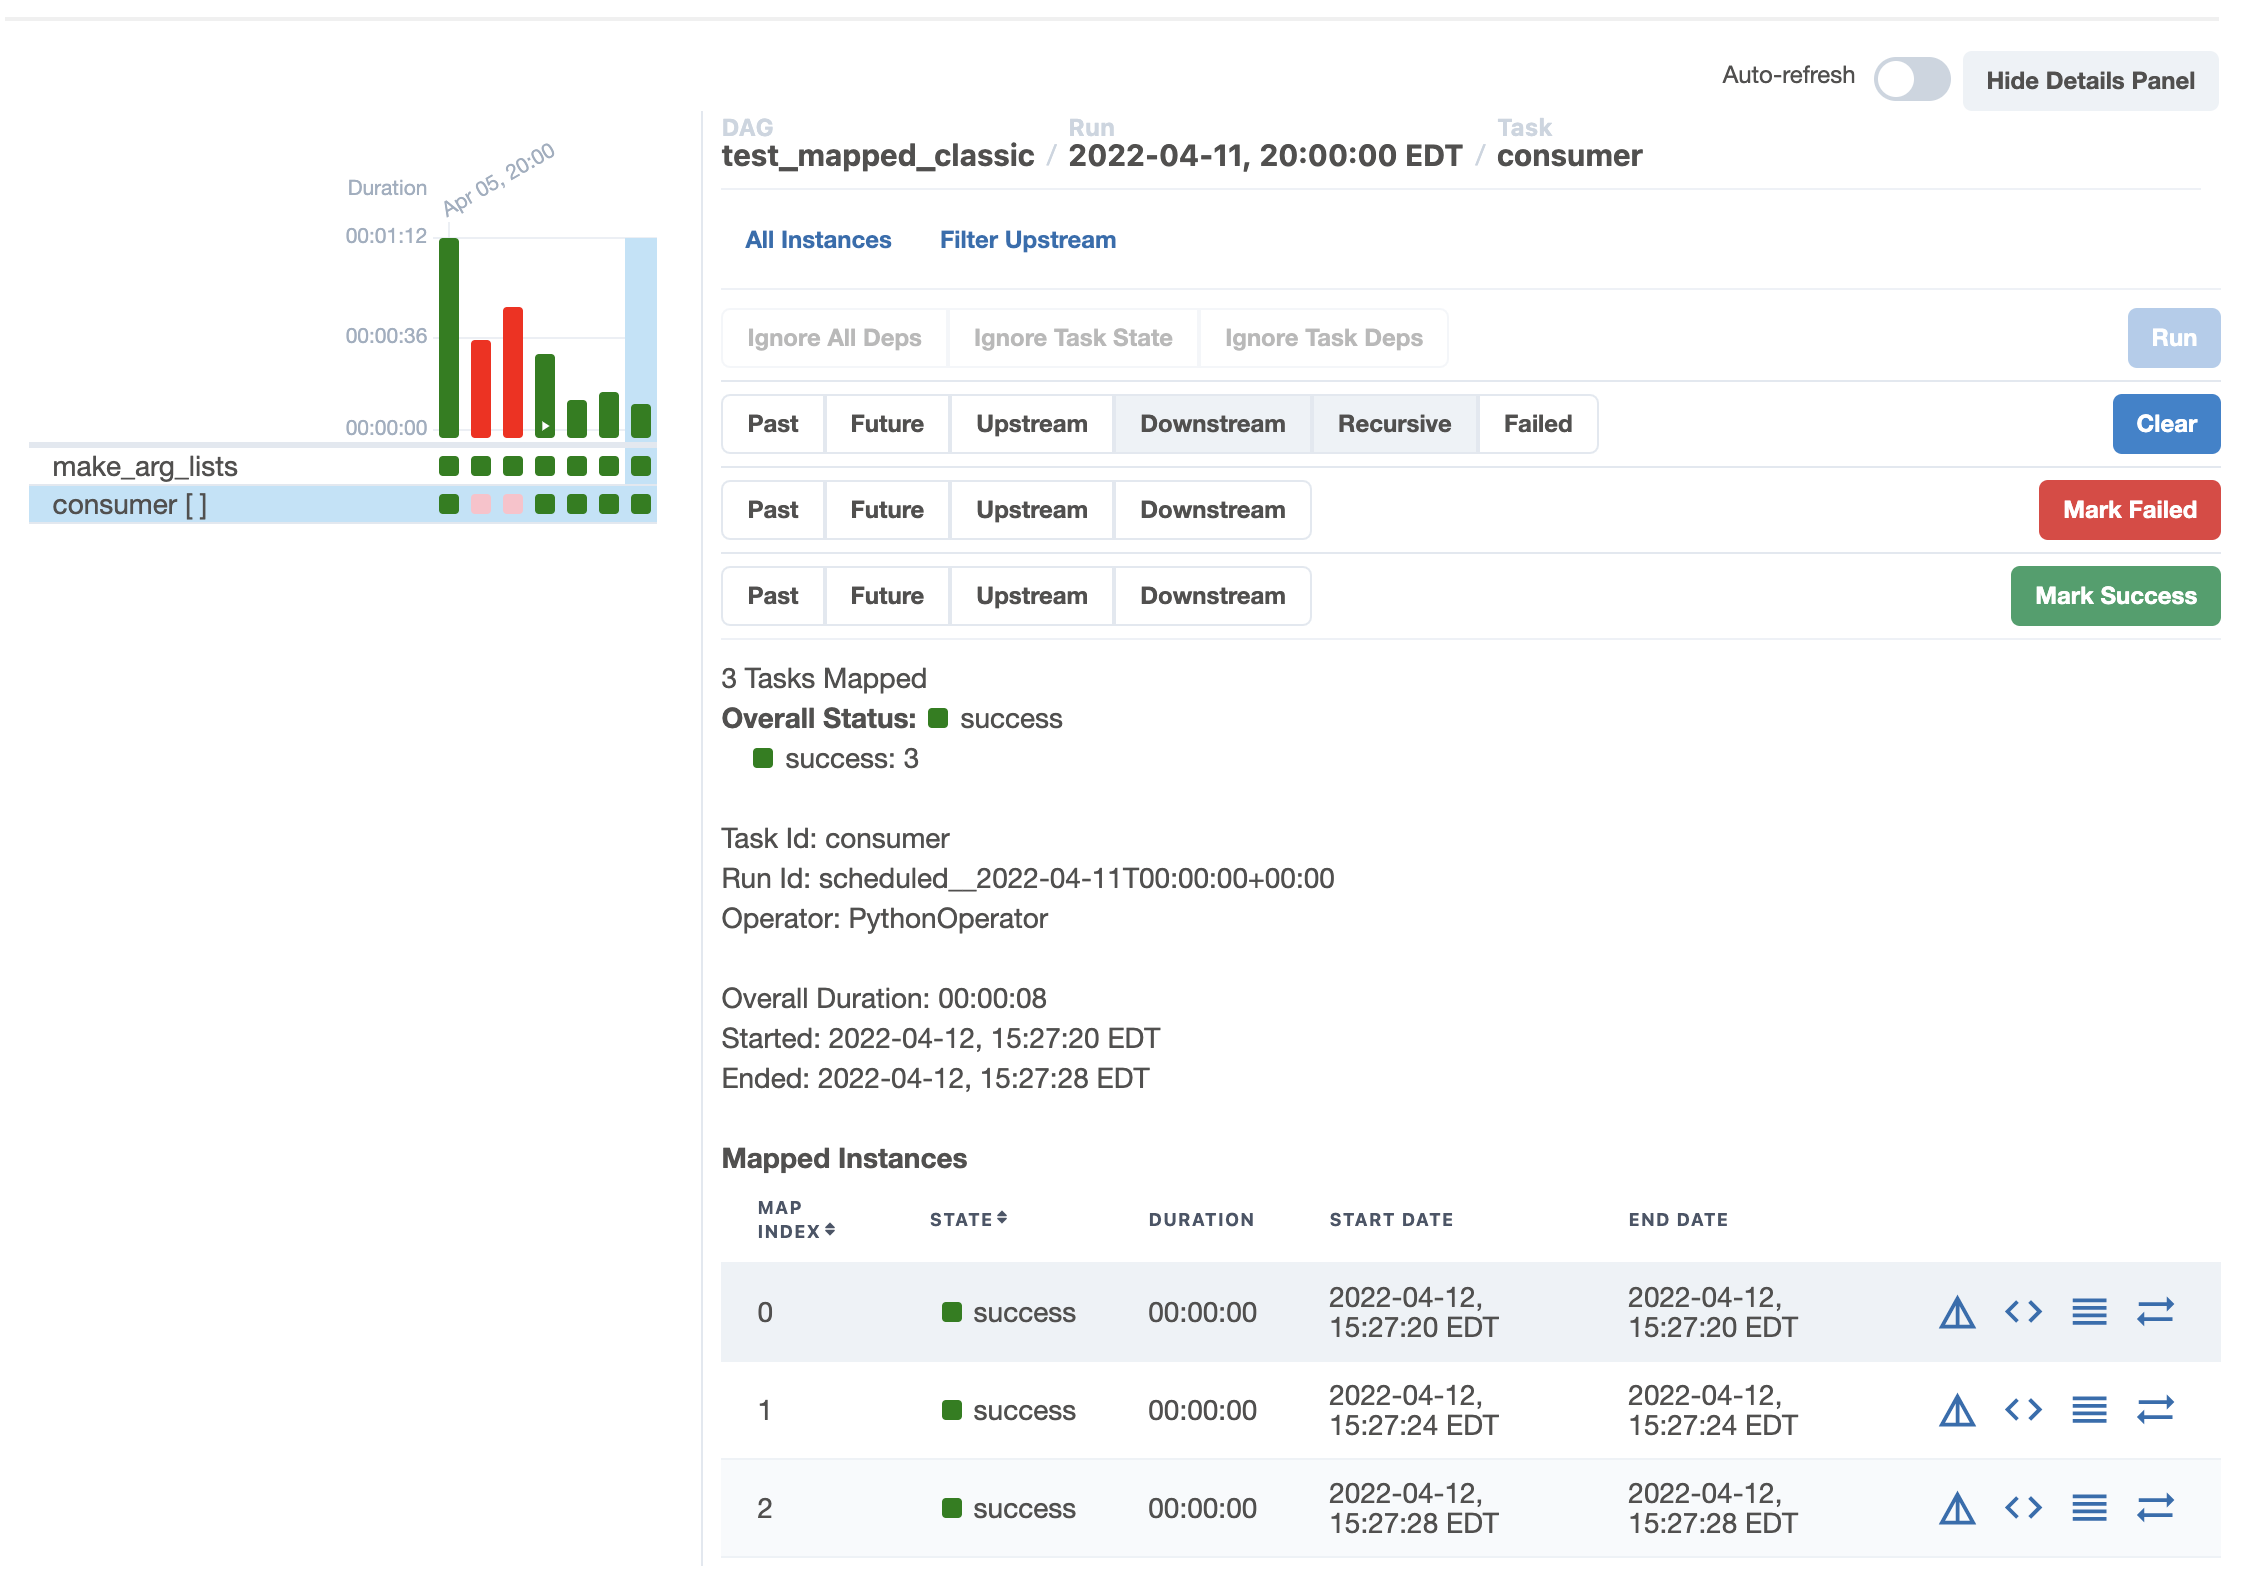 Auto-refresh Hide Details Panel
DAG Run Task
test_mapped_classic / 2022-04-11, 20:00:00 EDT / consumer
All Instances Filter Upstream
Ignore All Deps Ignore Task State Ignore Task Deps Run
Past Future Upstream Downstream Recursive Failed Clear
Past Future Upstream Downstream Mark Failed
Past Future Upstream Downstream Mark Success
Apr 05, 20:00
Duration
00:01:12
00:00:36
00:00:00
make_arg_lists
consumer [ ]
3 Tasks Mapped
Overall Status: success
success: 3
Task Id: consumer
Run Id: scheduled__2022-04-11T00:00:00+00:00
Operator: PythonOperator
Overall Duration: 00:00:08
Started: 2022-04-12, 15:27:20 EDT
Ended: 2022-04-12, 15:27:28 EDT
Mapped Instances
MAP INDEX STATE DURATION START DATE END DATE
0 success 00:00:00 2022-04-12, 15:27:20 EDT 2022-04-12, 15:27:20 EDT
1 success 00:00:00 2022-04-12, 15:27:24 EDT 2022-04-12, 15:27:24 EDT
2 success 00:00:00 2022-04-12, 15:27:28 EDT 2022-04-12, 15:27:28 EDT